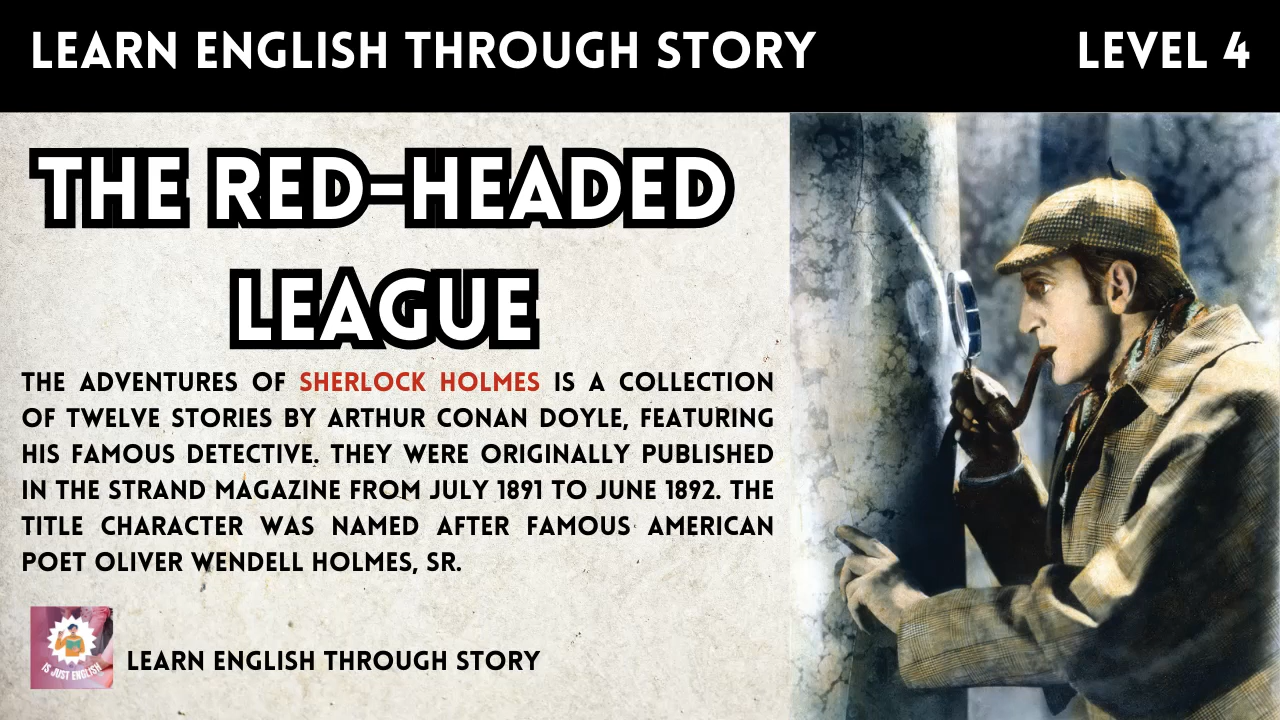 LEARN ENGLISH THROUGH STORY
LEVEL 4
THE RED-HEADED
LEAGUE
THE ADVENTURES OF SHERLOCK HOLMES IS A COLLECTION
OF TWELVE STORIES BY ARTHUR CONAN DOYLE, FEATURING
HIS FAMOUS DETECTIVE. THEY WERE ORIGINALLY PUBLISHED
IN THE STRAND MAGAZINE FROM JULY 1891 TO JUNE 1892. THE
TITLE CHARACTER WAS NAMED AFTER FAMOUS AMERICAN
POET OLIVER WENDELL HOLMES, SR.
IS JUST ENGLISH
LEARN ENGLISH THROUGH STORY